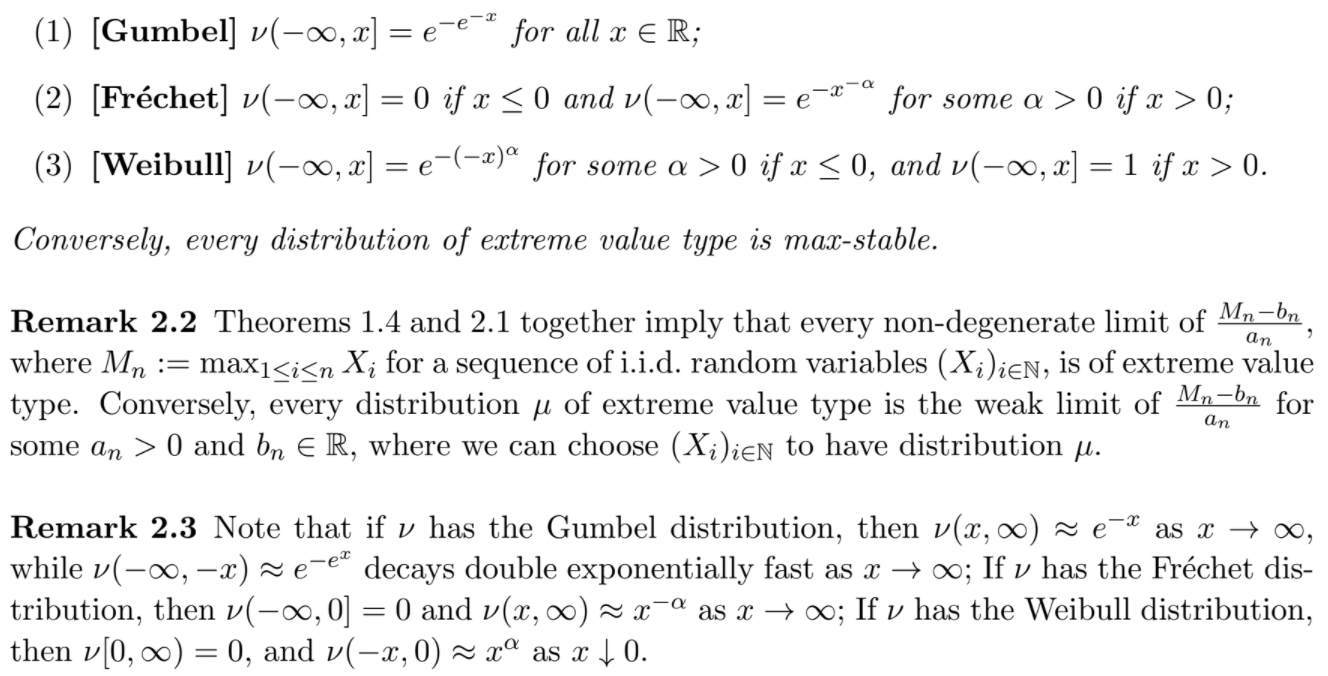 (1) [Gumbel] ν(−∞, x] = e^{−e^{−x}} for all x ∈ ℝ;
(2) [Fréchet] ν(−∞, x] = 0 if x ≤ 0 and ν(−∞, x] = e^{−x^{−α}} for some α > 0 if x > 0;
(3) [Weibull] ν(−∞, x] = e^{−(−x)^α} for some α > 0 if x ≤ 0, and ν(−∞, x] = 1 if x > 0.
Conversely, every distribution of extreme value type is max-stable.
Remark 2.2 Theorems 1.4 and 2.1 together imply that every non-degenerate limit of \frac{M_n−b_n}{a_n},
where M_n := max_{1≤i≤n} X_i for a sequence of i.i.d. random variables (X_i)_{i∈ℕ}, is of extreme value
type. Conversely, every distribution μ of extreme value type is the weak limit of \frac{M_n−b_n}{a_n} for
some a_n > 0 and b_n ∈ ℝ, where we can choose (X_i)_{i∈ℕ} to have distribution μ.
Remark 2.3 Note that if ν has the Gumbel distribution, then ν(x, ∞) ≈ e^{−x} as x → ∞,
while ν(−∞, −x) ≈ e^{−e^x} decays double exponentially fast as x → ∞; If ν has the Fréchet dis-
tribution, then ν(−∞, 0] = 0 and ν(x, ∞) ≈ x^{−α} as x → ∞; If ν has the Weibull distribution,
then ν[0, ∞) = 0, and ν(−x, 0) ≈ x^α as x ↓ 0.